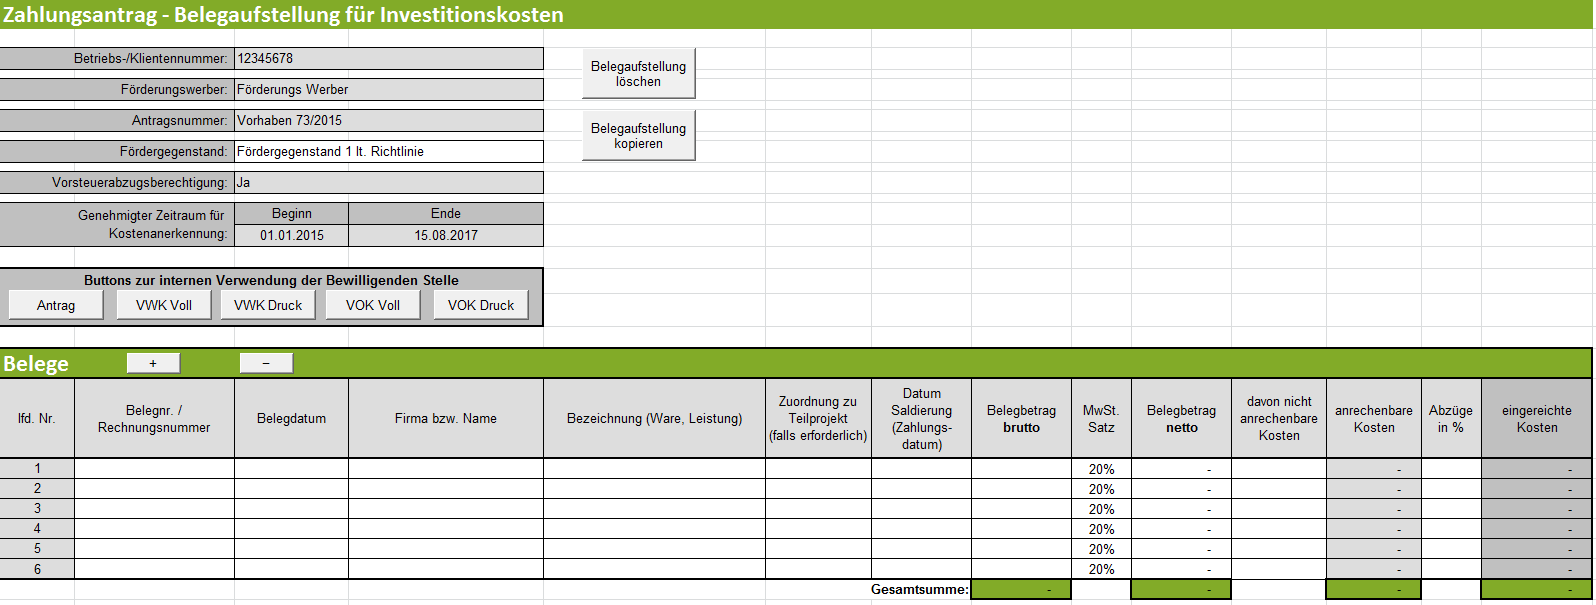 Zahlungsantrag - Belegaufstellung für Investitionskosten
Betriebs-/Klientennummer: 12345678
Förderungswerber: Förderungs Werber
Antragsnummer: Vorhaben 73/2015
Fördergegenstand: Fördergegenstand 1 lt. Richtlinie
Vorsteuerabzugsberechtigung: Ja
Genehmigter Zeitraum für
Kostenanerkennung:
Beginn Ende
01.01.2015 15.08.2017
Belegaufstellung
löschen
Belegaufstellung
kopieren
Buttons zur internen Verwendung der Bewilligenden Stelle
Antrag VWK Voll VWK Druck VOK Voll VOK Druck
Belege + −
lfd. Nr.
Belegnr. /
Rechnungsnummer
Belegdatum
Firma bzw. Name
Bezeichnung (Ware, Leistung)
Zuordnung zu
Teilprojekt
(falls erforderlich)
Datum
Saldierung
(Zahlungs-
datum)
Belegbetrag
brutto
MwSt.
Satz
Belegbetrag
netto
davon nicht
anrechenbare
Kosten
anrechenbare
Kosten
Abzüge
in %
eingereichte
Kosten
1 20% - - -
2 20% - - -
3 20% - - -
4 20% - - -
5 20% - - -
6 20% - - -
Gesamtsumme: - - - -